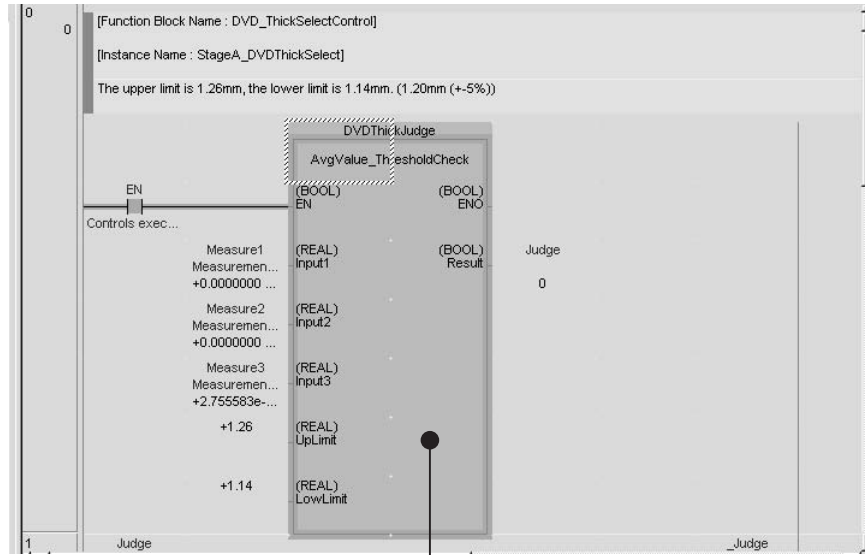 0
0
[Function Block Name : DVD_ThickSelectControl]
[Instance Name : StageA_DVDThickSelect]
The upper limit is 1.26mm, the lower limit is 1.14mm. (1.20mm (+-5%))
DVDThickJudge
AvgValue_ThresholdCheck
EN
(BOOL)
EN
(BOOL)
ENO
Controls exec...
Measure1
Measuremen...
+0.0000000 ...
(REAL)
Input1
(BOOL)
Result
Judge
0
Measure2
Measuremen...
+0.0000000 ...
(REAL)
Input2
Measure3
Measuremen...
+2.755583e-...
(REAL)
Input3
+1.26
(REAL)
UpLimit
+1.14
(REAL)
LowLimit
1
Judge
_Judge